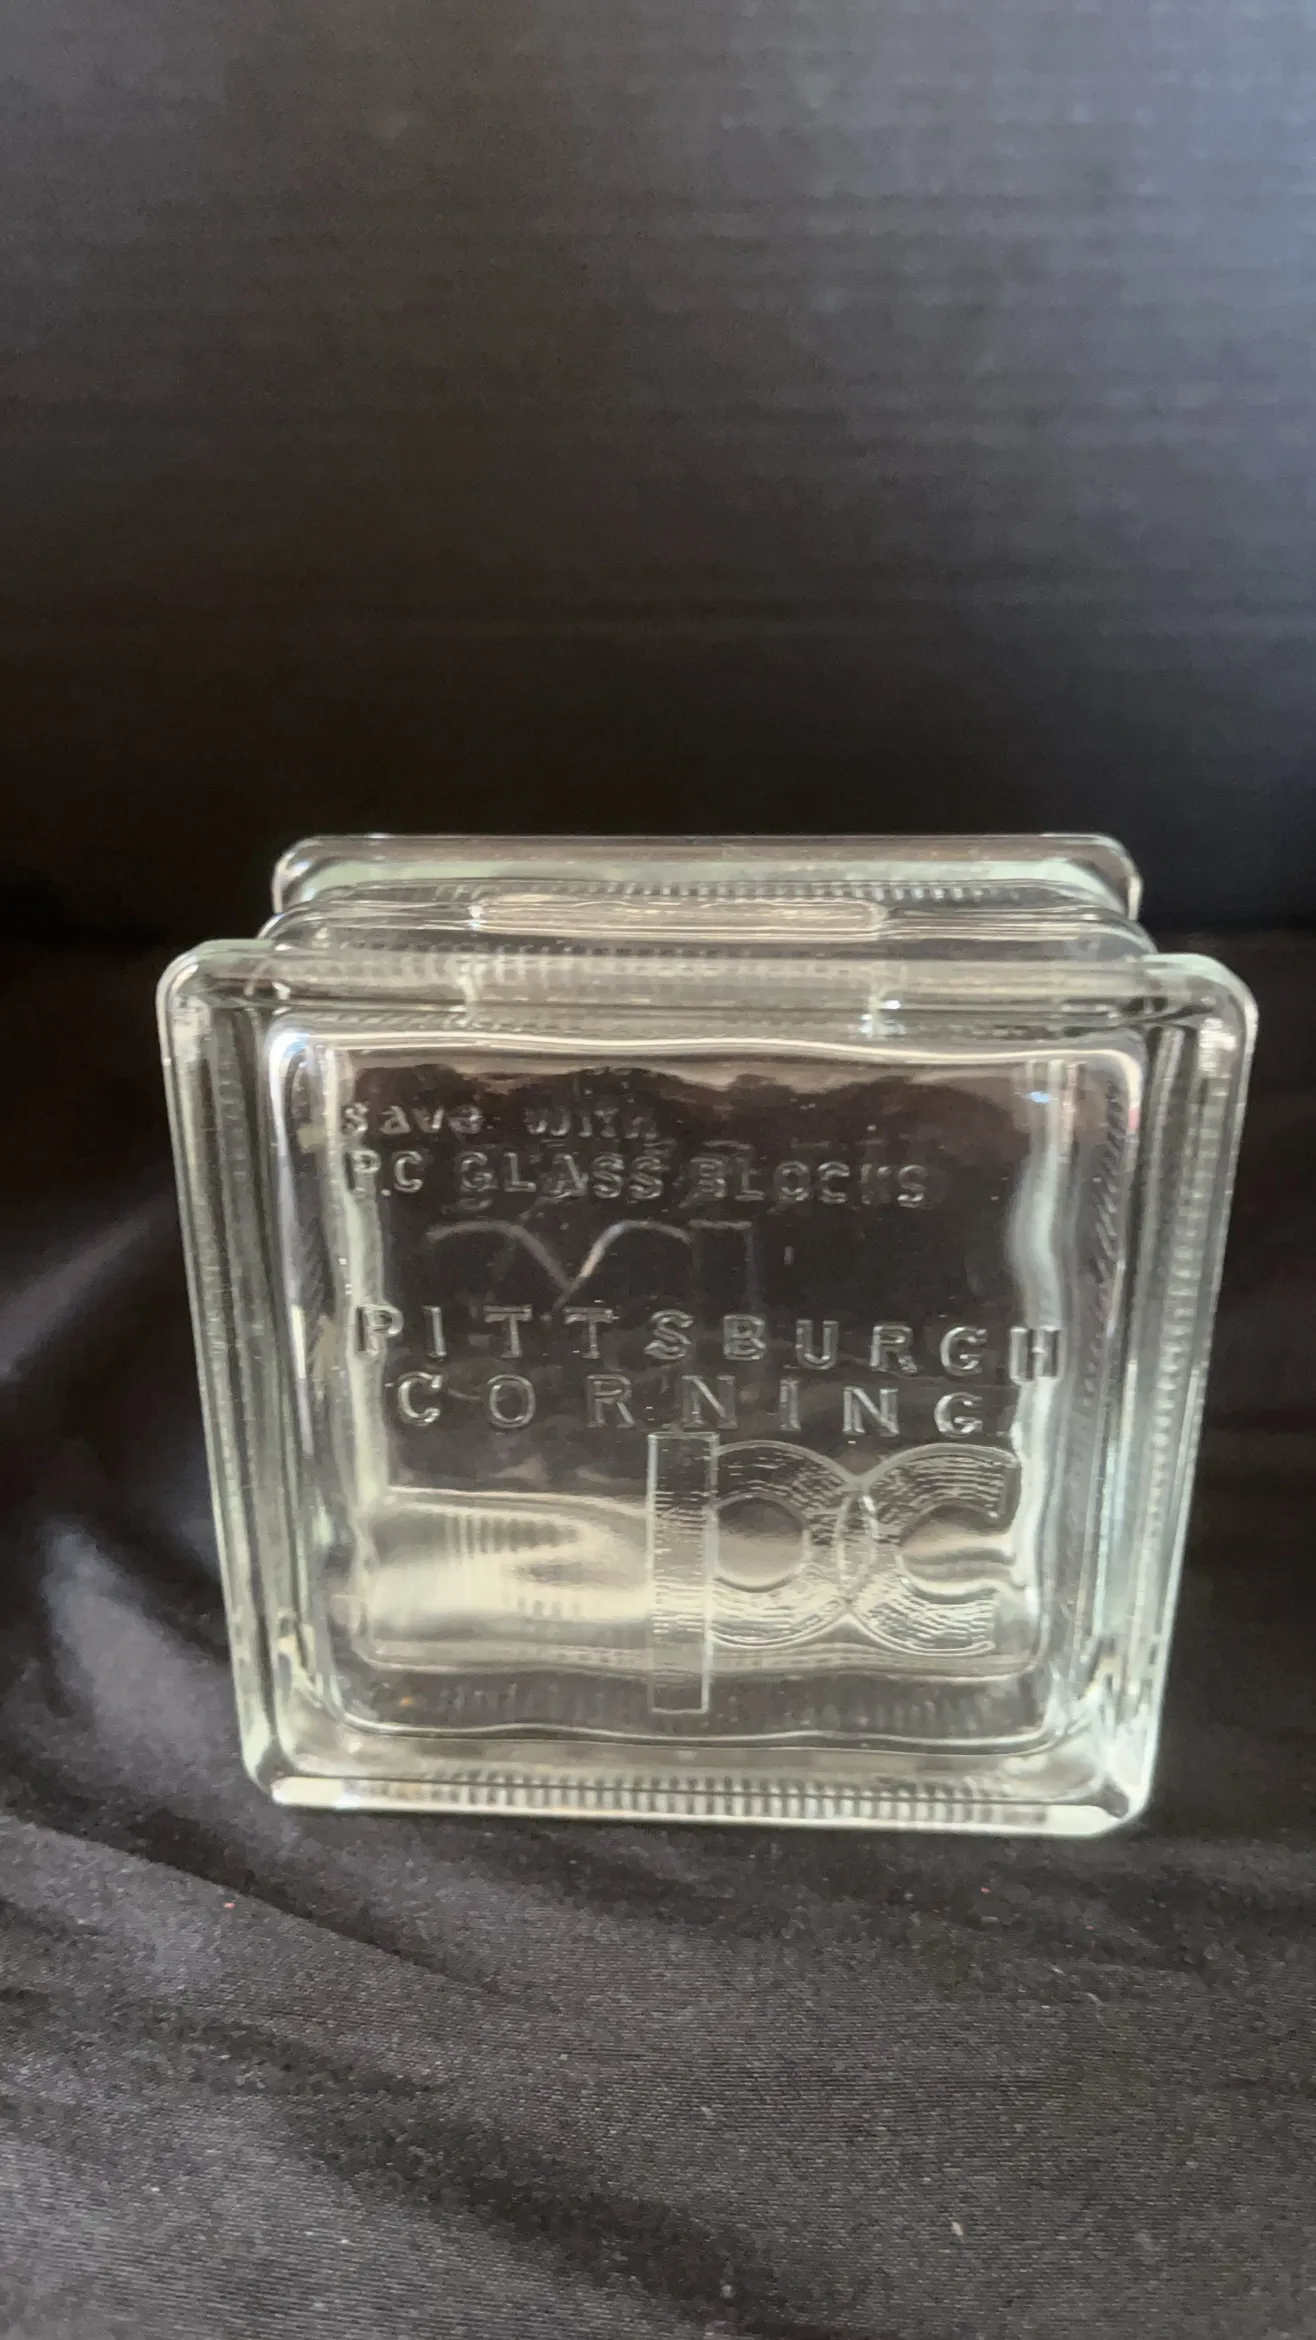 save with
PC GLASS BLOCKS
PITTSBURGH
CORNING
pc